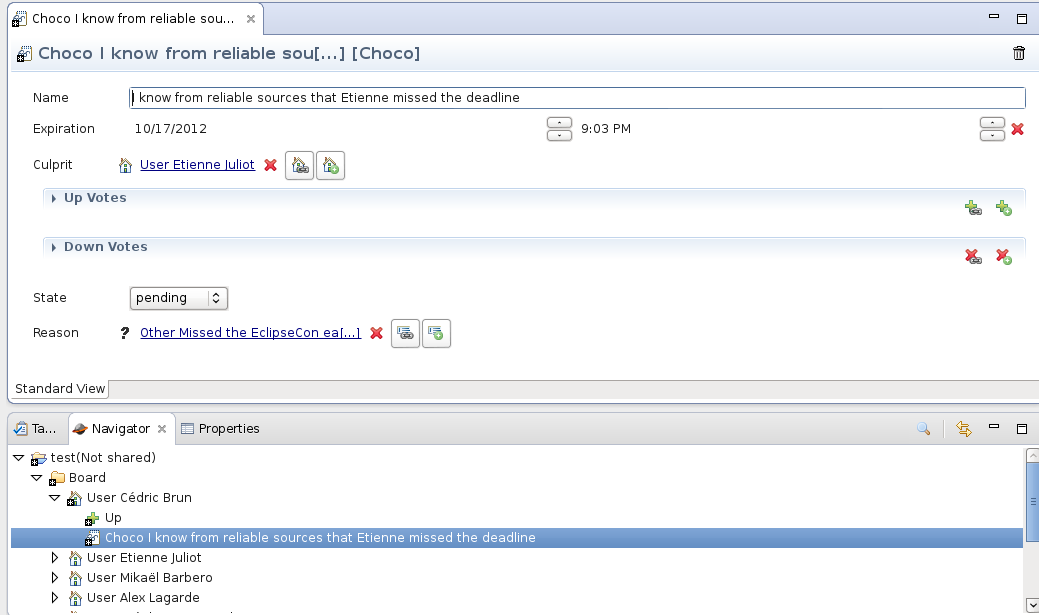 Choco I know from reliable sou...
Choco I know from reliable sou[...] [Choco]
Name I know from reliable sources that Etienne missed the deadline
Expiration 10/17/2012 9:03 PM
Culprit User Etienne Juliot
Up Votes
Down Votes
State pending
Reason ? Other Missed the EclipseCon ea[...]
Standard View
Ta... Navigator Properties
test(Not shared)
Board
User Cédric Brun
Up
Choco I know from reliable sources that Etienne missed the deadline
User Etienne Juliot
User Mikaël Barbero
User Alex Lagarde